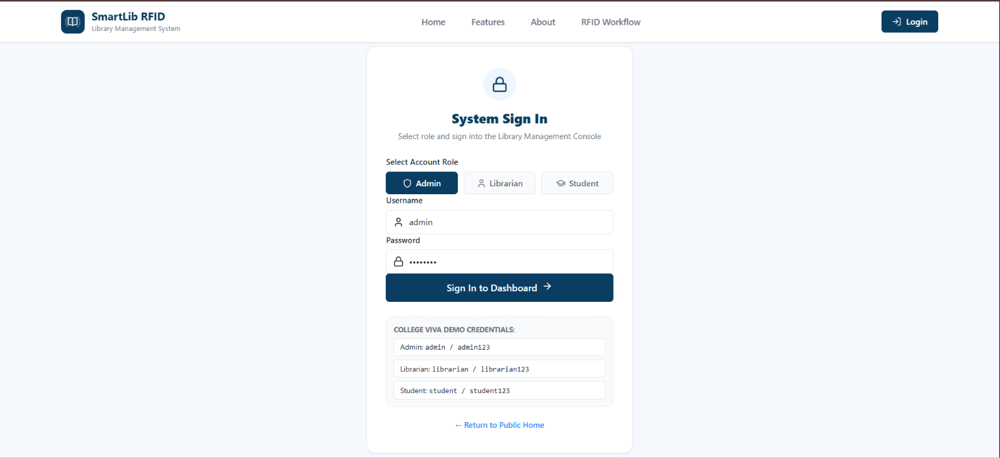 SmartLib RFID
Library Management System
Home
Features
About
RFID Workflow
Login
System Sign In
Select role and sign into the Library Management Console
Select Account Role
Admin
Librarian
Student
Username
admin
Password
••••••••
Sign In to Dashboard →
COLLEGE VIVA DEMO CREDENTIALS:
Admin: admin / admin123
Librarian: librarian / librarian123
Student: student / student123
← Return to Public Home